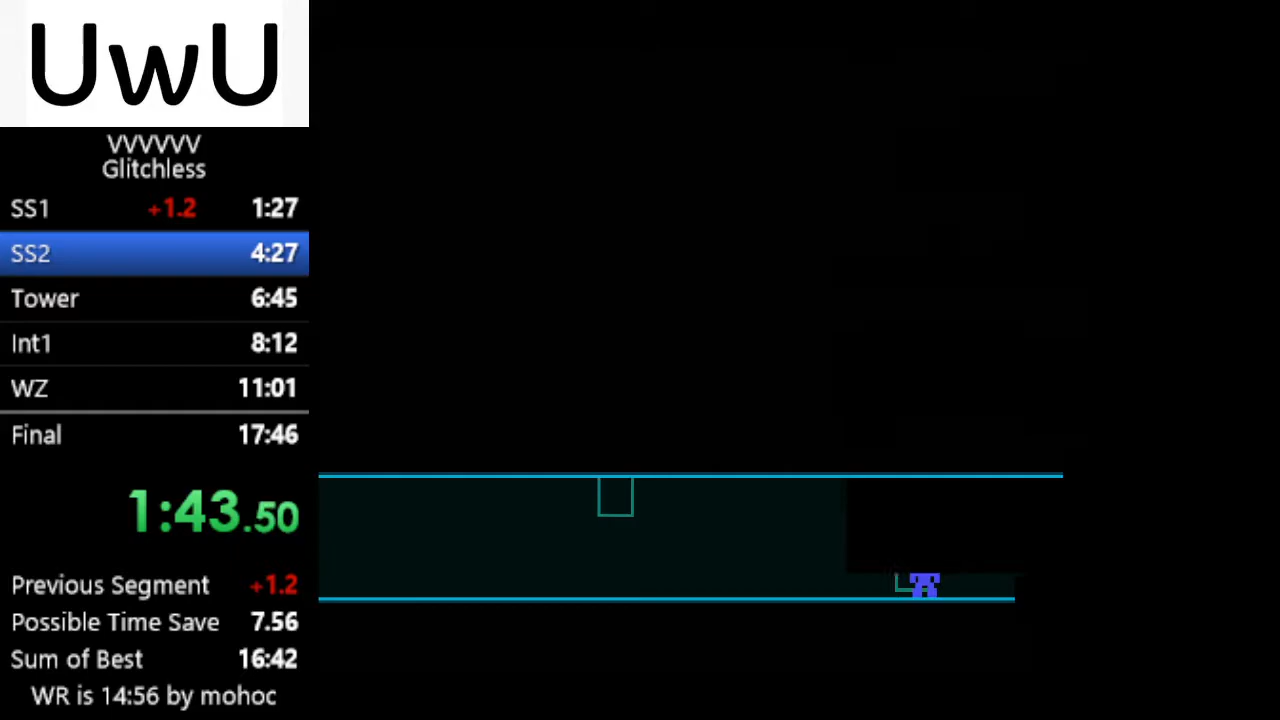 UwU
VVVVVV
Glitchless
SS1 +1.2 1:27
SS2 4:27
Tower 6:45
Int1 8:12
WZ 11:01
Final 17:46
1:43.50
Previous Segment +1.2
Possible Time Save 7.56
Sum of Best 16:42
WR is 14:56 by mohoc